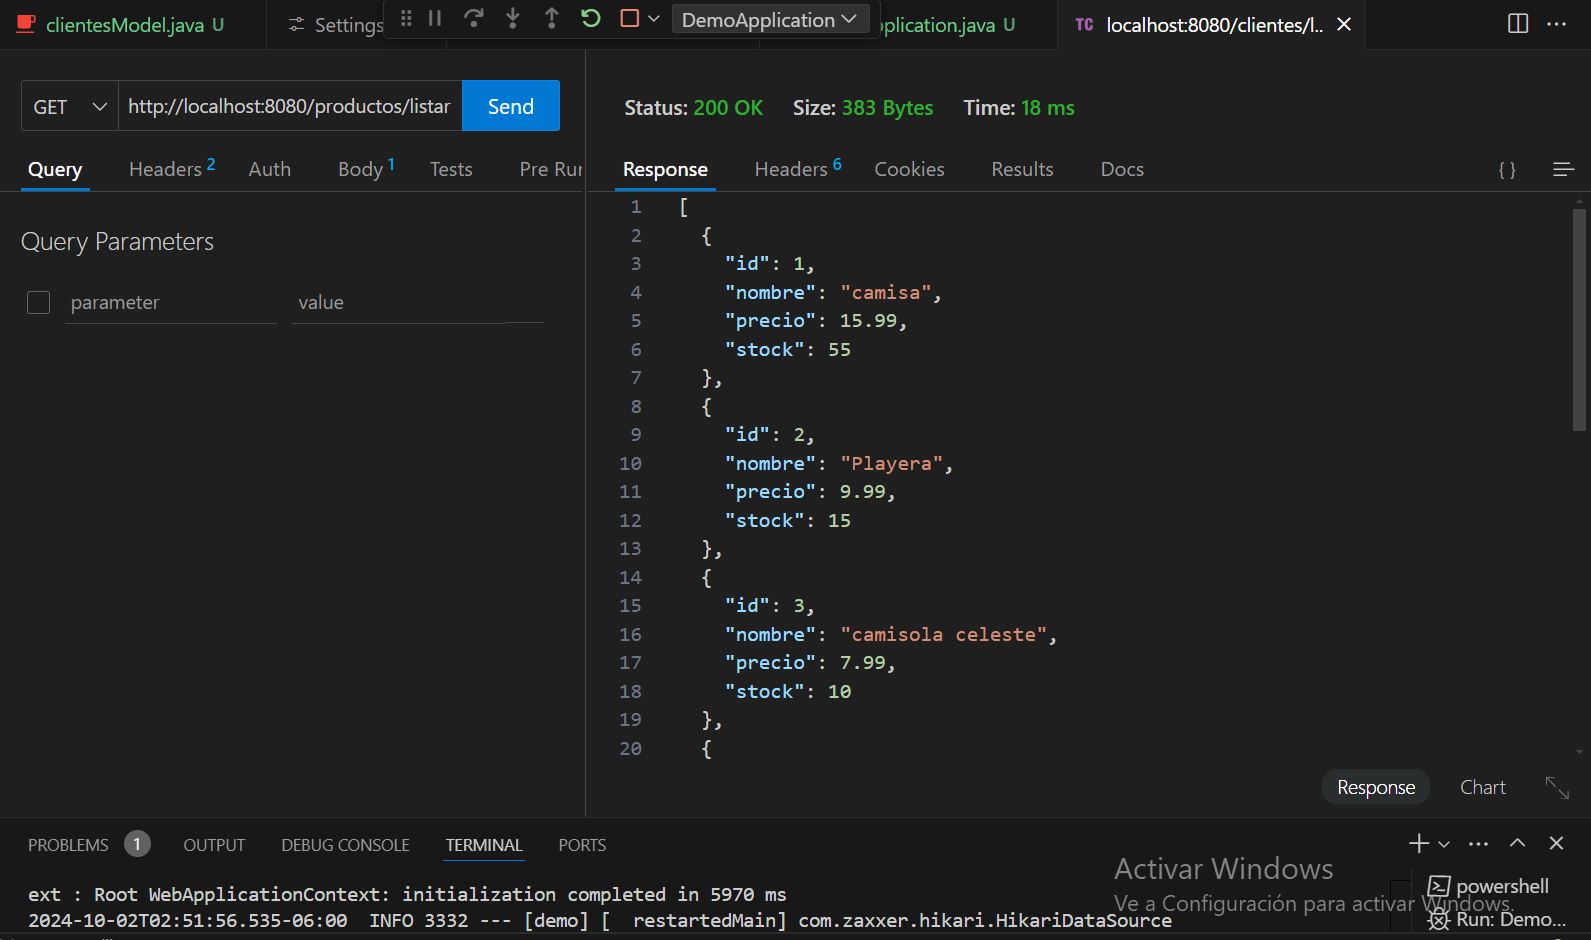 clientesModel.java U
Settings
DemoApplication
pplication.java U
TC localhost:8080/clientes/l..
GET http://localhost:8080/productos/listar Send
Query Headers 2 Auth Body 1 Tests Pre Run
Query Parameters
parameter value
Status: 200 OK Size: 383 Bytes Time: 18 ms
Response Headers 6 Cookies Results Docs { }
1 [
2 {
3 "id": 1,
4 "nombre": "camisa",
5 "precio": 15.99,
6 "stock": 55
7 },
8 {
9 "id": 2,
10 "nombre": "Playera",
11 "precio": 9.99,
12 "stock": 15
13 },
14 {
15 "id": 3,
16 "nombre": "camisola celeste",
17 "precio": 7.99,
18 "stock": 10
19 },
20 {
Response Chart
PROBLEMS 1 OUTPUT DEBUG CONSOLE TERMINAL PORTS
ext : Root WebApplicationContext: initialization completed in 5970 ms
2024-10-02T02:51:56.535-06:00 INFO 3332 --- [demo] [ restartedMain] com.zaxxer.hikari.HikariDataSource
Activar Windows
Ve a Configuración para activar Windows.
powershell
Run: Demo...